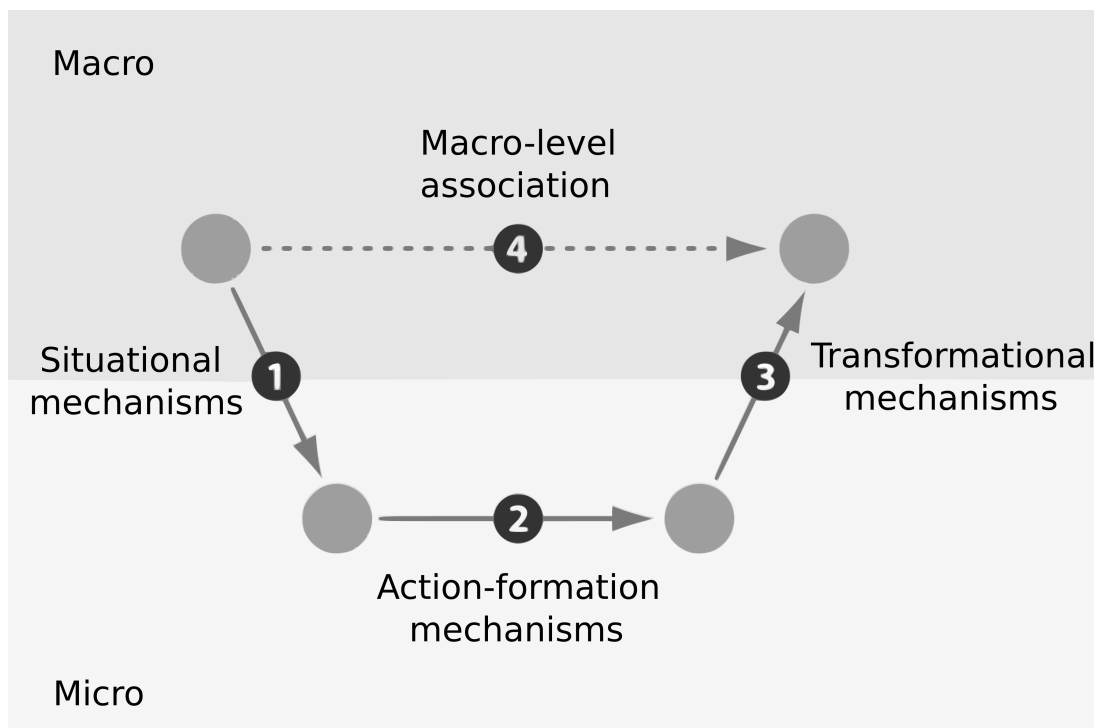 Macro
Macro-level
association
4
Situational
mechanisms
1
3
Transformational
mechanisms
2
Action-formation
mechanisms
Micro